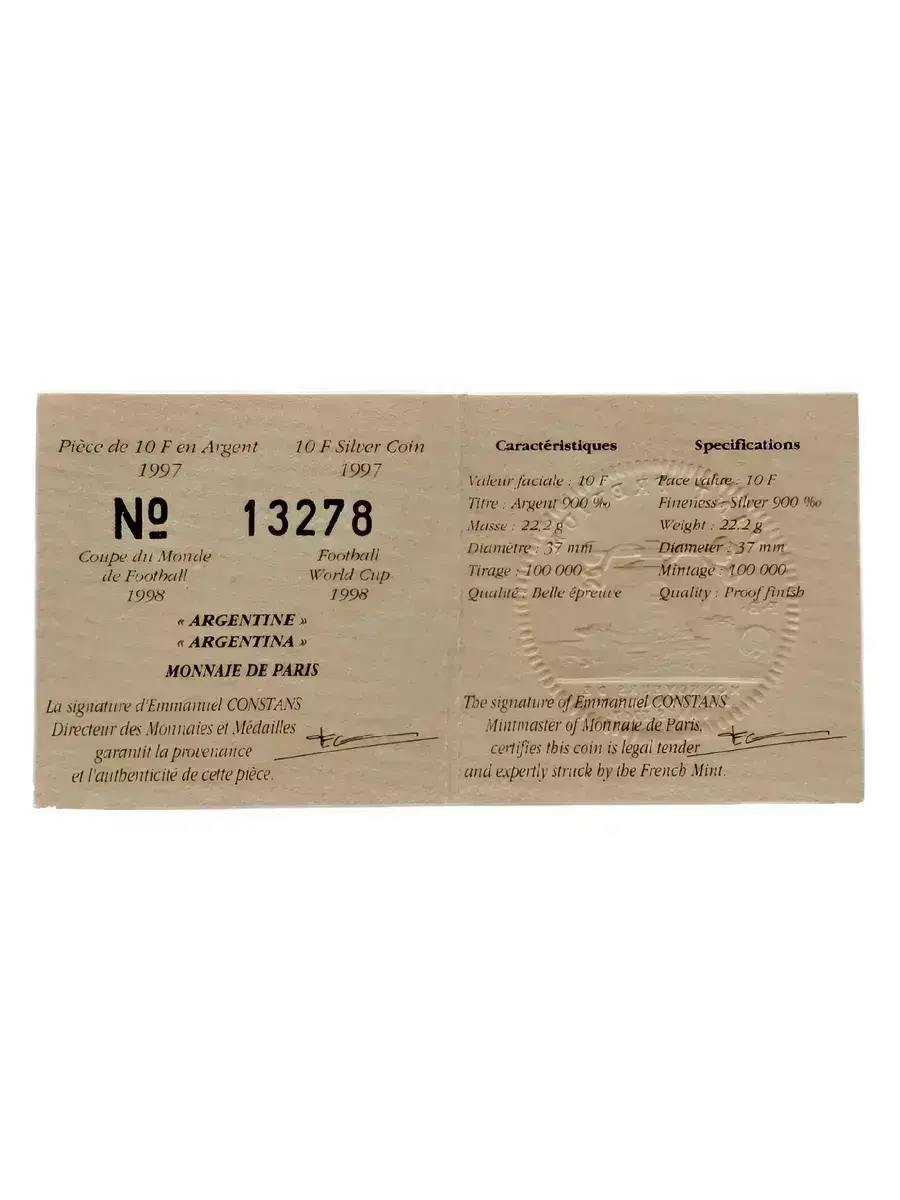 Pièce de 10 F en Argent
1997
10 F Silver Coin
1997
Nº 13278
Coupe du Monde
de Football
1998
Football
World Cup
1998
« ARGENTINE »
« ARGENTINA »
MONNAIE DE PARIS
La signature d'Emmanuel CONSTANS
Directeur des Monnaies et Médailles
garantit la provenance
et l'authenticité de cette pièce.
Caractéristiques
Valeur faciale : 10 F
Titre : Argent 900 ‰
Masse : 22,2 g
Diamètre : 37 mm
Tirage : 100 000
Qualité : Belle épreuve
Specifications
Face value : 10 F
Fineness : Silver 900 ‰
Weight : 22,2 g
Diameter : 37 mm
Mintage : 100 000
Quality : Proof finish
The signature of Emmanuel CONSTANS
Mintmaster of Monnaie de Paris,
certifies this coin is legal tender
and expertly struck by the French Mint.